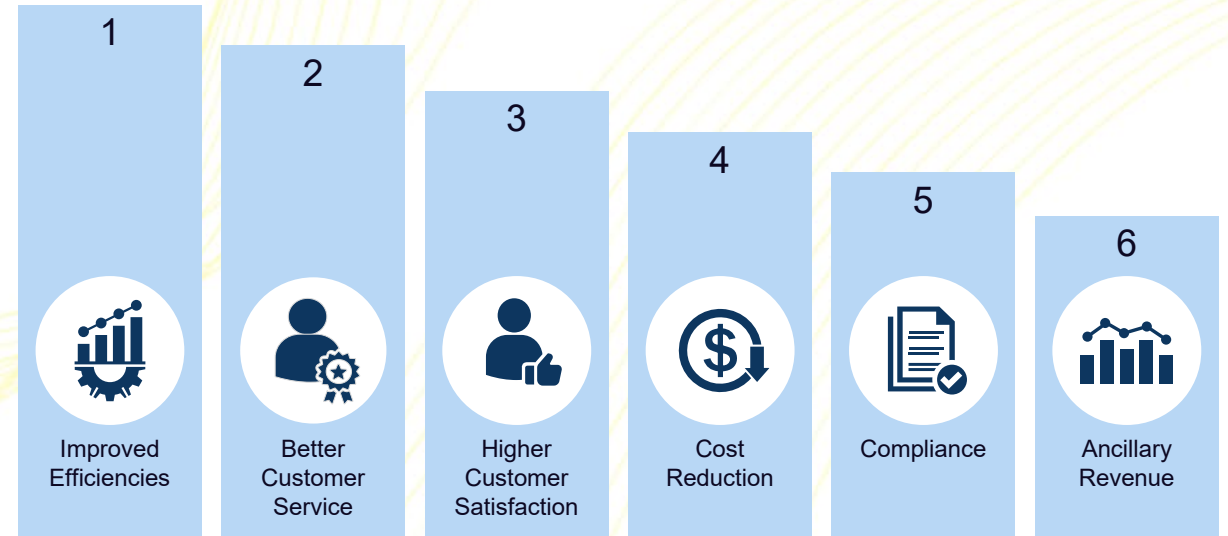 1
Improved
Efficiencies
2
Better
Customer
Service
3
Higher
Customer
Satisfaction
4
Cost
Reduction
5
Compliance
6
Ancillary
Revenue